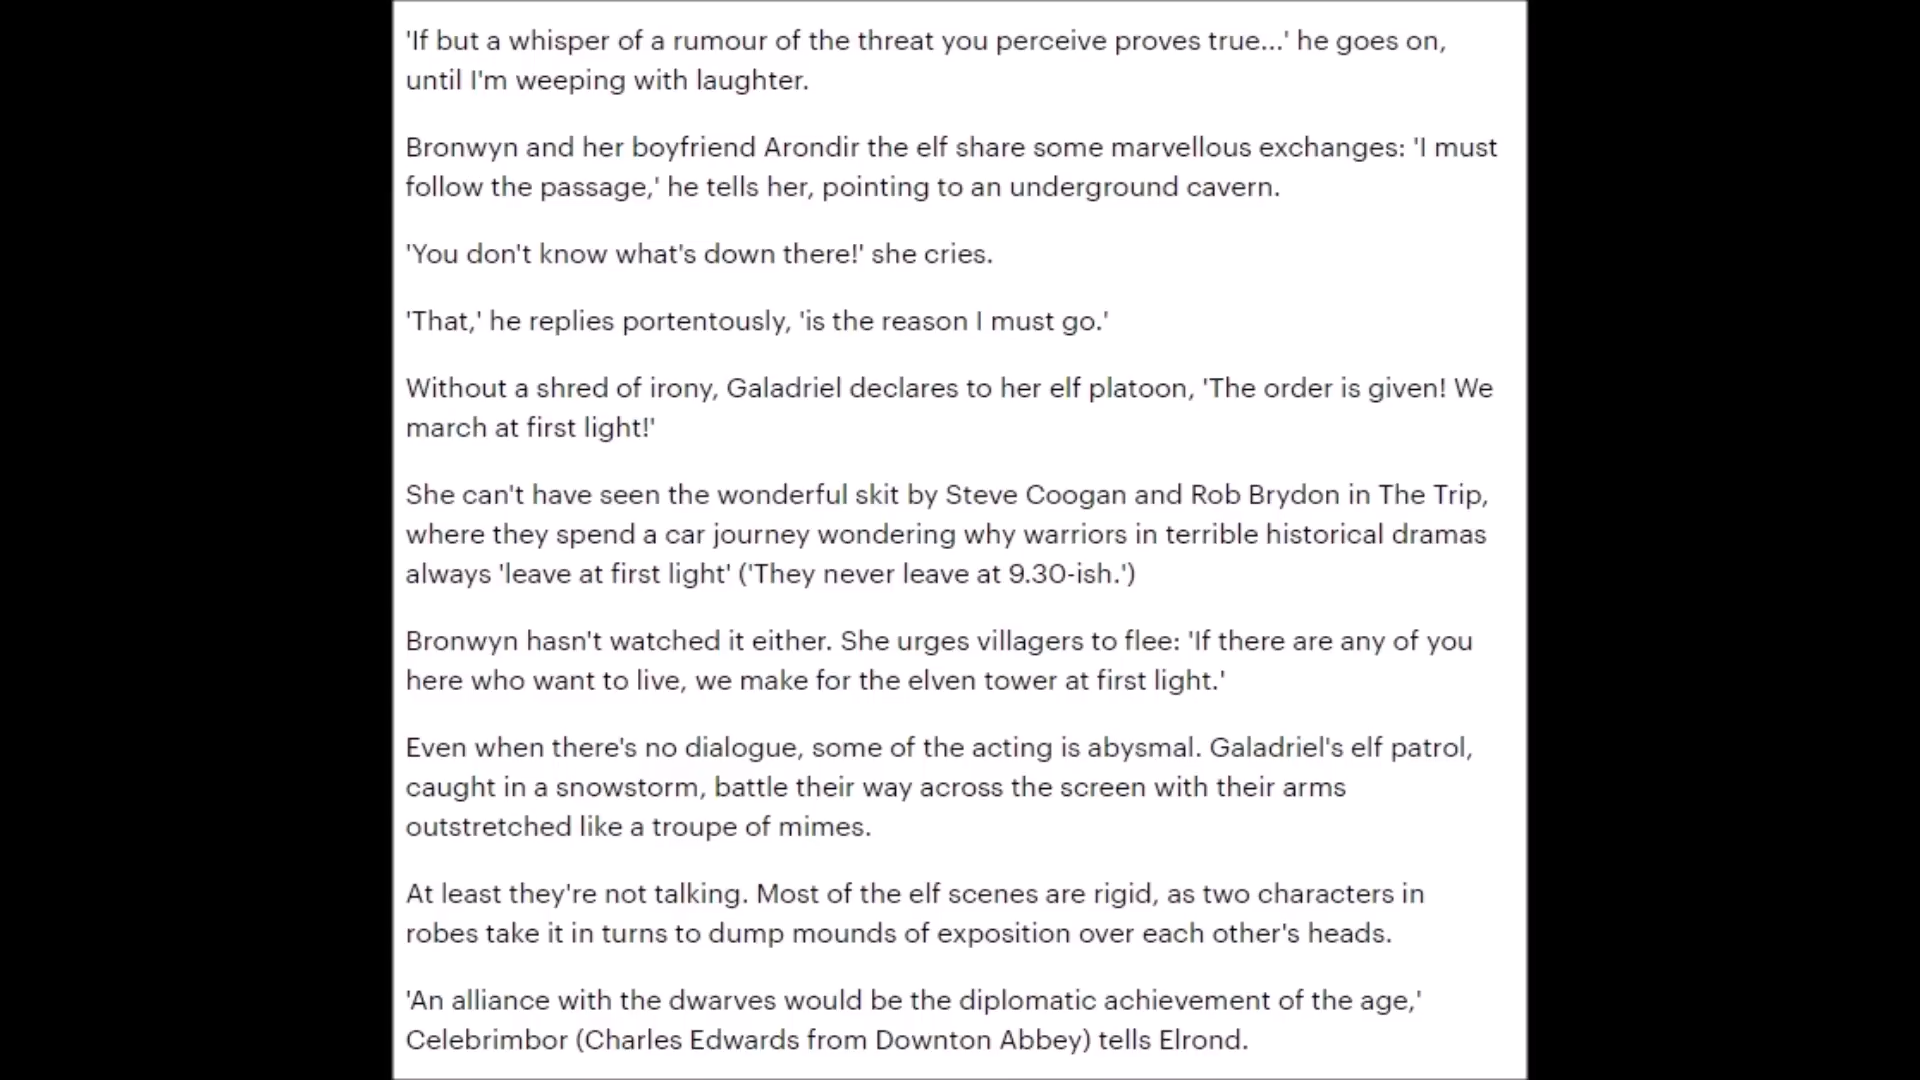 'If but a whisper of a rumour of the threat you perceive proves true...' he goes on,
until I'm weeping with laughter.
Bronwyn and her boyfriend Arondir the elf share some marvellous exchanges: 'I must
follow the passage,' he tells her, pointing to an underground cavern.
'You don't know what's down there!' she cries.
'That,' he replies portentously, 'is the reason I must go.'
Without a shred of irony, Galadriel declares to her elf platoon, 'The order is given! We
march at first light!'
She can't have seen the wonderful skit by Steve Coogan and Rob Brydon in The Trip,
where they spend a car journey wondering why warriors in terrible historical dramas
always 'leave at first light' ('They never leave at 9.30-ish.')
Bronwyn hasn't watched it either. She urges villagers to flee: 'If there are any of you
here who want to live, we make for the elven tower at first light.'
Even when there's no dialogue, some of the acting is abysmal. Galadriel's elf patrol,
caught in a snowstorm, battle their way across the screen with their arms
outstretched like a troupe of mimes.
At least they're not talking. Most of the elf scenes are rigid, as two characters in
robes take it in turns to dump mounds of exposition over each other's heads.
'An alliance with the dwarves would be the diplomatic achievement of the age,'
Celebrimbor (Charles Edwards from Downton Abbey) tells Elrond.